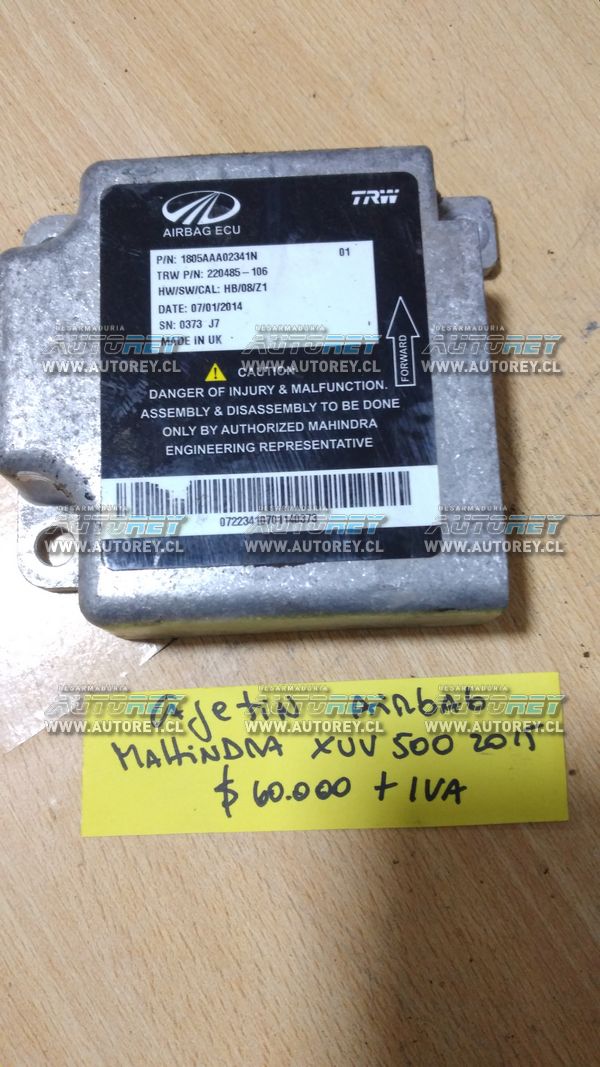 TRW
AIRBAG ECU
P/N: 1805AAA02341N 01
TRW P/N: 220485-106
HW/SW/CAL: HB/08/Z1
DATE: 07/01/2014
SN: 0373 J7
MADE IN UK
FORWARD
CAUTION
DANGER OF INJURY & MALFUNCTION.
ASSEMBLY & DISASSEMBLY TO BE DONE
ONLY BY AUTHORIZED MAHINDRA
ENGINEERING REPRESENTATIVE
Cajetin Airbag
MAHINDRA XUV 500 2015
$ 60.000 + IVA
DESARMADURIA
AUTOREY
WWW.AUTOREY.CL